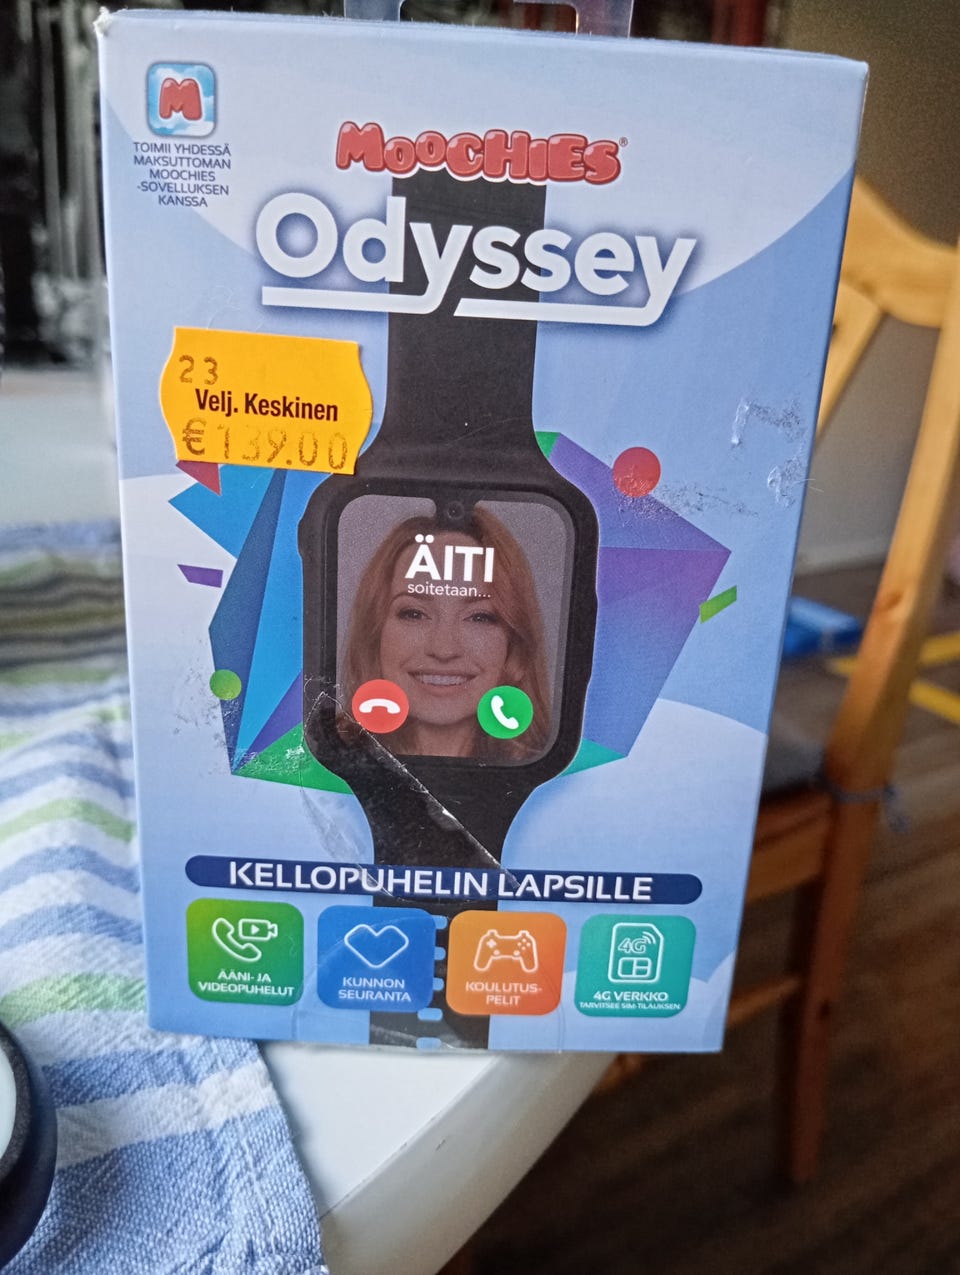 M
TOIMII YHDESSÄ
MAKSUTTOMAN
MOOCHIES
-SOVELLUKSEN
KANSSA
MOOCHIES®
Odyssey
23
Velj. Keskinen
€139.00
ÄITI
soitetaan...
KELLOPUHELIN LAPSILLE
ÄÄNI- JA
VIDEOPUHELUT
KUNNON
SEURANTA
KOULUTUS-
PELIT
4G
4G VERKKO
TARVITSEE SIM-TILAUKSEN